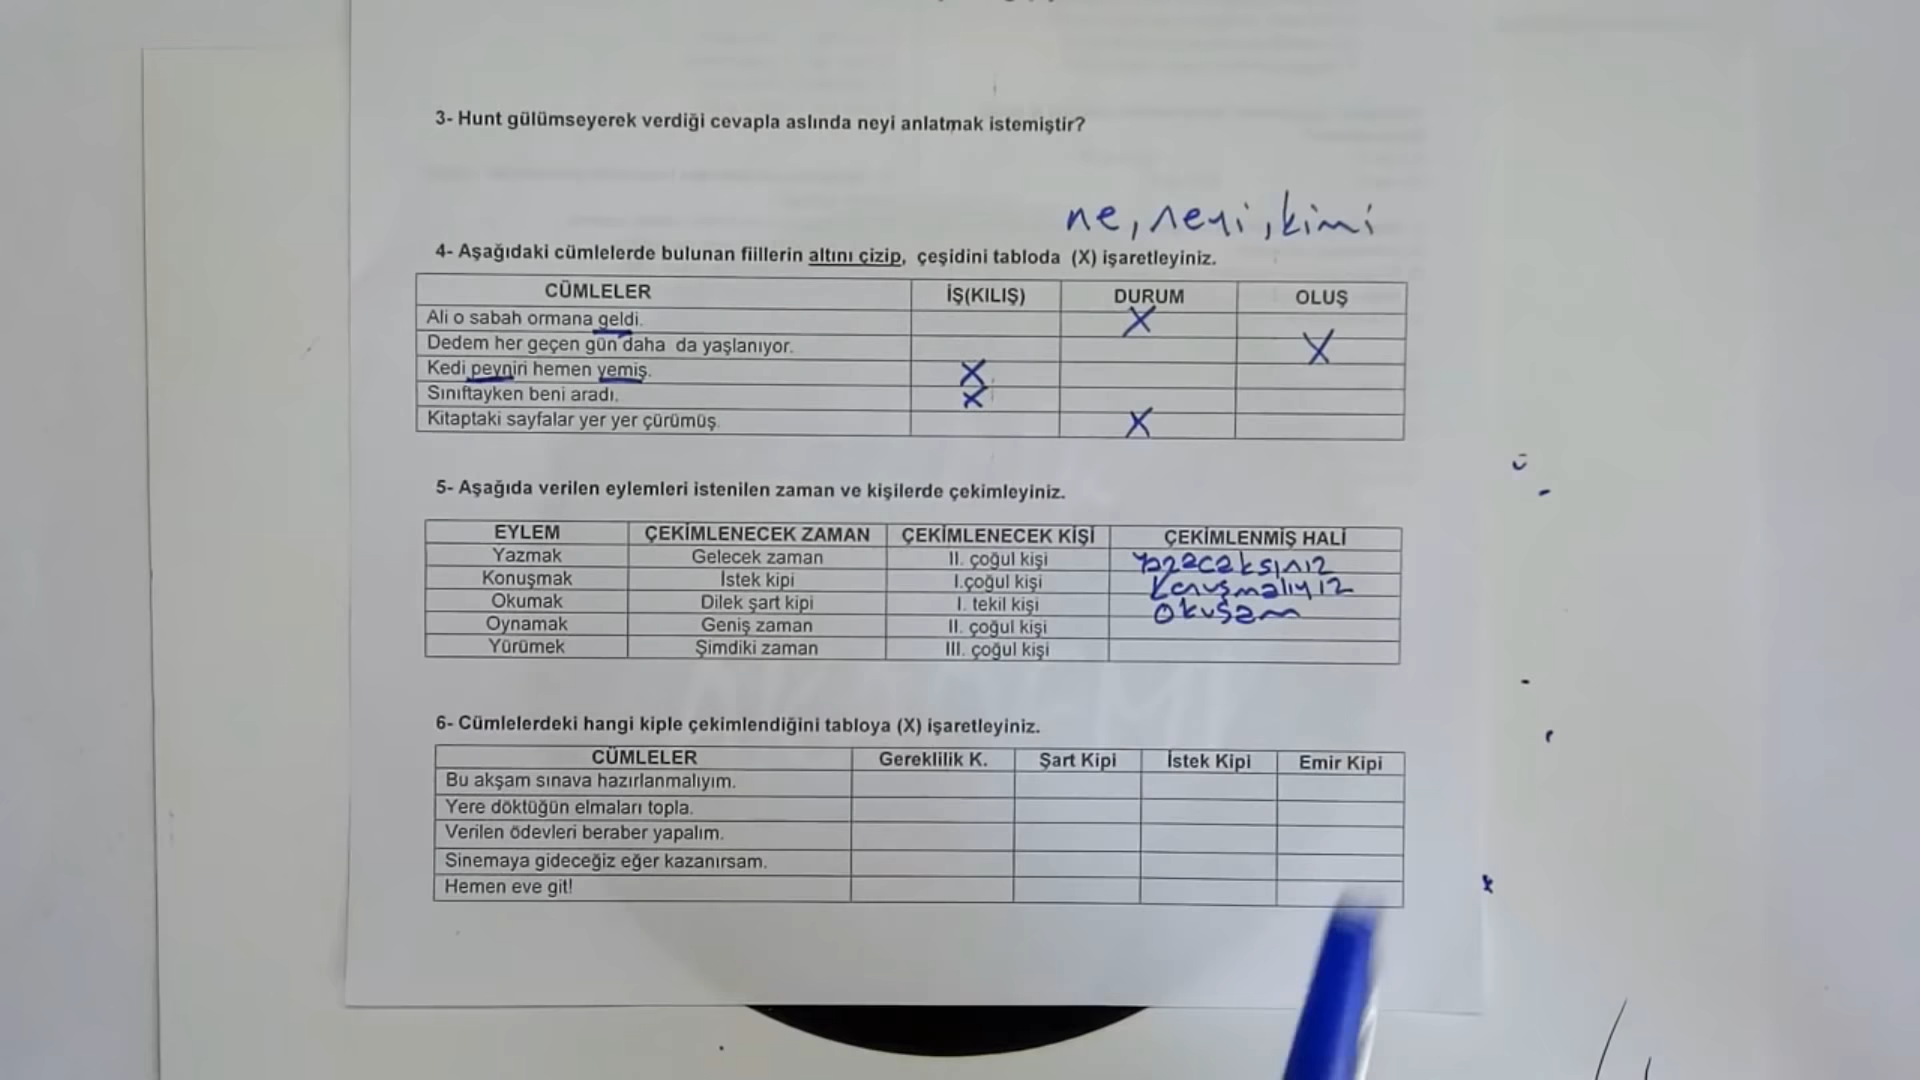 3- Hunt gülümseyerek verdiği cevapla aslında neyi anlatmak istemiştir?
ne, neyi, kimi
4- Aşağıdaki cümlelerde bulunan fiillerin altını çizip, çeşidini tabloda (X) işaretleyiniz.
CÜMLELER İŞ(KILIŞ) DURUM OLUŞ
Ali o sabah ormana geldi. X
Dedem her geçen gün daha da yaşlanıyor. X
Kedi peyniri hemen yemiş. X
Sınıftayken beni aradı. X
Kitaptaki sayfalar yer yer çürümüş. X
5- Aşağıda verilen eylemleri istenilen zaman ve kişilerde çekimleyiniz.
EYLEM ÇEKİMLENECEK ZAMAN ÇEKİMLENECEK KİŞİ ÇEKİMLENMİŞ HALİ
Yazmak Gelecek zaman II. çoğul kişi yazacaksınız
Konuşmak İstek kipi I.çoğul kişi Konuşmalıyız
Okumak Dilek şart kipi I. tekil kişi Okusam
Oynamak Geniş zaman II. çoğul kişi
Yürümek Şimdiki zaman III. çoğul kişi
6- Cümlelerdeki hangi kiple çekimlendiğini tabloya (X) işaretleyiniz.
CÜMLELER Gereklilik K. Şart Kipi İstek Kipi Emir Kipi
Bu akşam sınava hazırlanmalıyım.
Yere döktüğün elmaları topla.
Verilen ödevleri beraber yapalım.
Sinemaya gideceğiz eğer kazanırsam.
Hemen eve git!